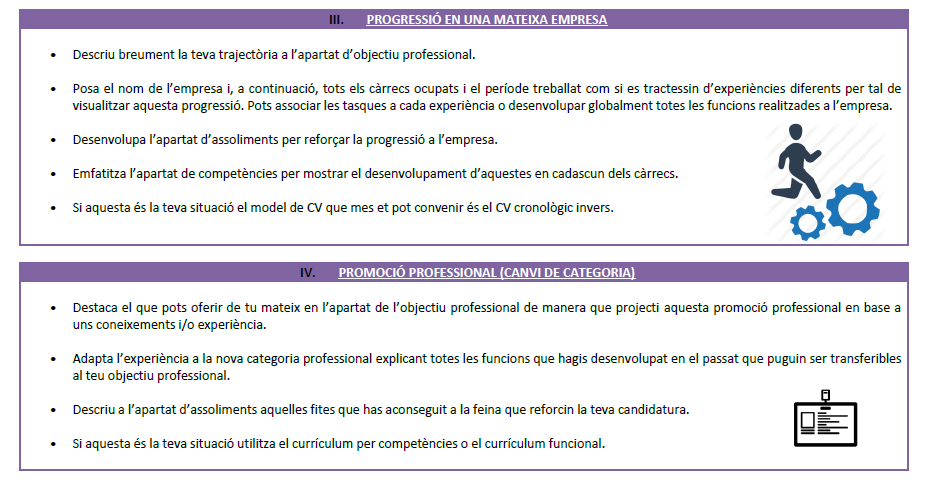 III. PROGRESSIÓ EN UNA MATEIXA EMPRESA
• Descriu breument la teva trajectòria a l’apartat d’objectiu professional.
• Posa el nom de l’empresa i, a continuació, tots els càrrecs ocupats i el període treballat com si es tractessin d’experiències diferents per tal de
visualitzar aquesta progressió. Pots associar les tasques a cada experiència o desenvolupar globalment totes les funcions realitzades a l’empresa.
• Desenvolupa l’apartat d’assoliments per reforçar la progressió a l’empresa.
• Emfatitza l’apartat de competències per mostrar el desenvolupament d’aquestes en cadascun dels càrrecs.
• Si aquesta és la teva situació el model de CV que mes et pot convenir és el CV cronològic invers.
IV. PROMOCIÓ PROFESSIONAL (CANVI DE CATEGORIA)
• Destaca el que pots oferir de tu mateix en l’apartat de l’objectiu professional de manera que projecti aquesta promoció professional en base a
uns coneixements i/o experiència.
• Adapta l’experiència a la nova categoria professional explicant totes les funcions que hagis desenvolupat en el passat que puguin ser transferibles
al teu objectiu professional.
• Descriu a l’apartat d’assoliments aquelles fites que has aconseguit a la feina que reforcin la teva candidatura.
• Si aquesta és la teva situació utilitza el currículum per competències o el currículum funcional.